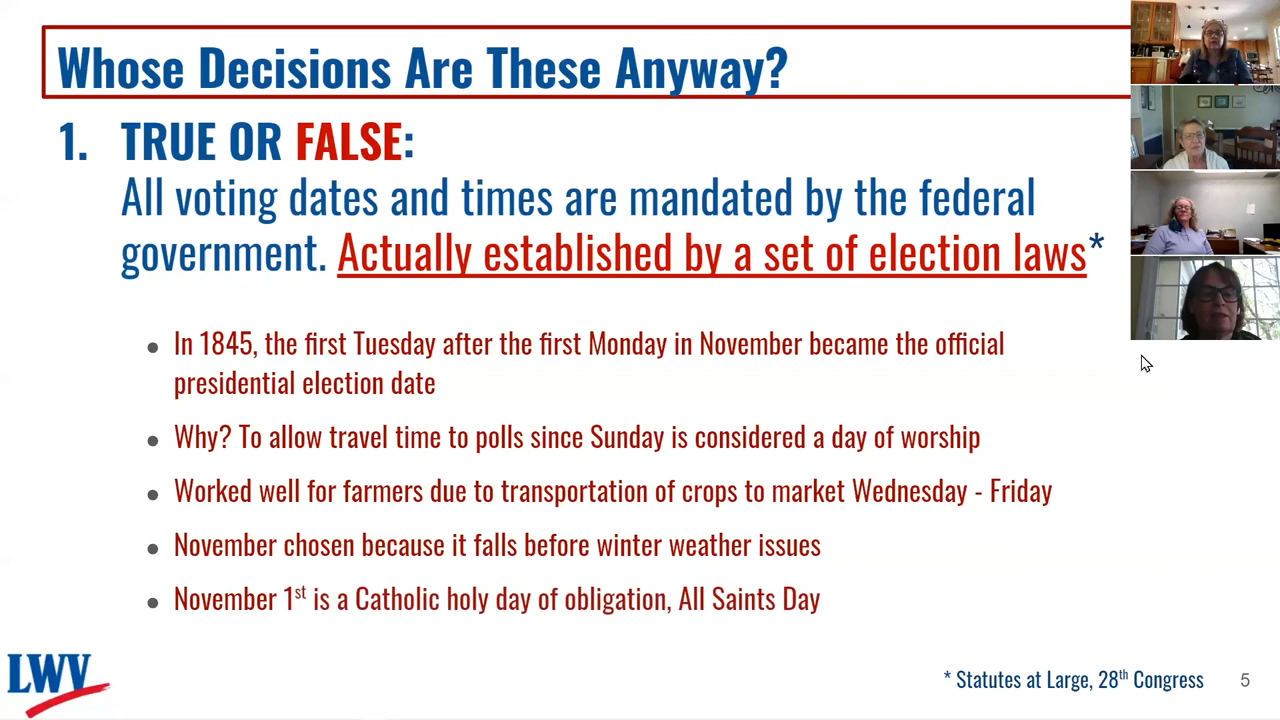 Whose Decisions Are These Anyway?
1. TRUE OR FALSE:
All voting dates and times are mandated by the federal
government. Actually established by a set of election laws*
• In 1845, the first Tuesday after the first Monday in November became the official
presidential election date
• Why? To allow travel time to polls since Sunday is considered a day of worship
• Worked well for farmers due to transportation of crops to market Wednesday - Friday
• November chosen because it falls before winter weather issues
• November 1st is a Catholic holy day of obligation, All Saints Day
LWV
* Statutes at Large, 28th Congress
5